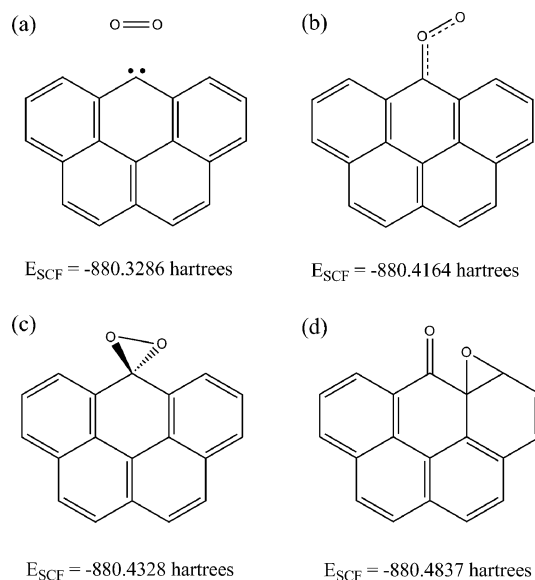 (a)
O
O
E_SCF = -880.3286 hartrees
(b)
O
O
E_SCF = -880.4164 hartrees
(c)
O
O
E_SCF = -880.4328 hartrees
(d)
O
O
E_SCF = -880.4837 hartrees